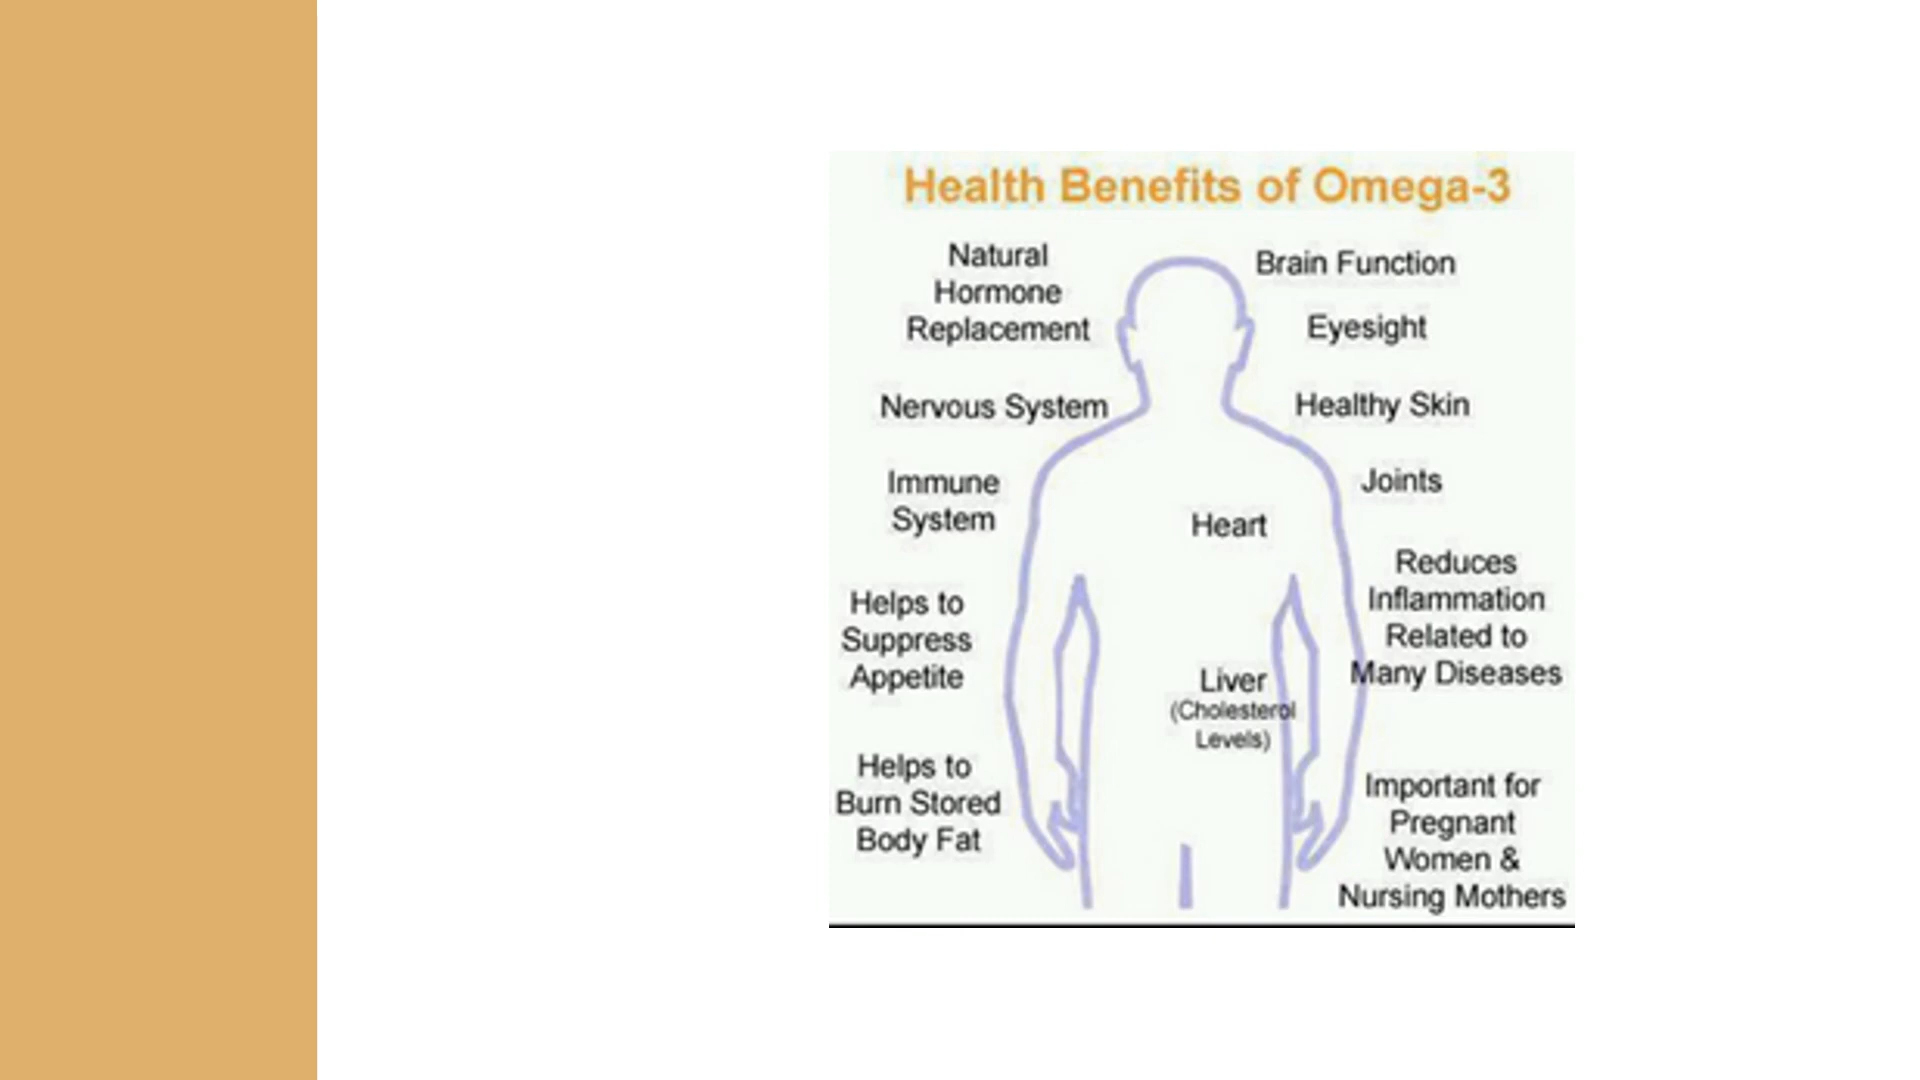 Health Benefits of Omega-3
Natural
Hormone
Replacement
Nervous System
Immune
System
Helps to
Suppress
Appetite
Helps to
Burn Stored
Body Fat
Heart
Liver
(Cholesterol
Levels)
Brain Function
Eyesight
Healthy Skin
Joints
Reduces
Inflammation
Related to
Many Diseases
Important for
Pregnant
Women &
Nursing Mothers